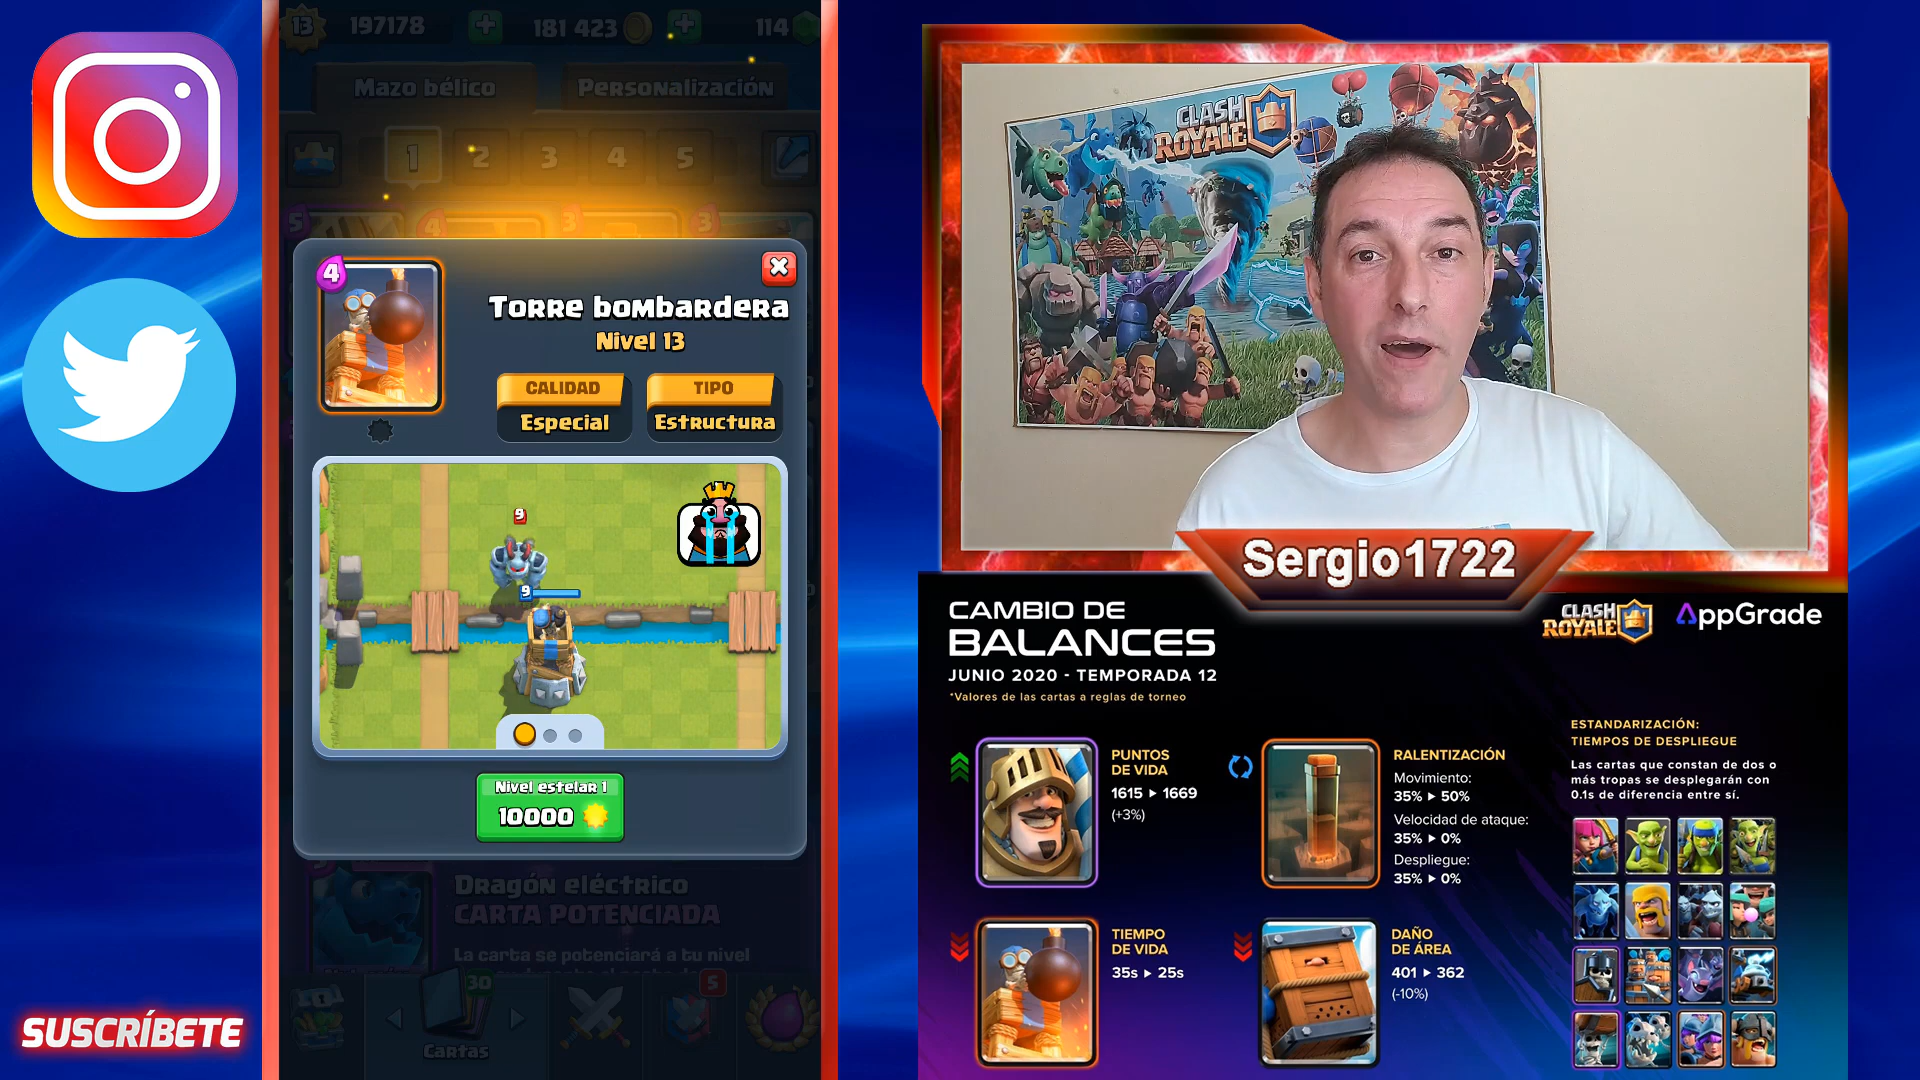 13
197178
181 423
114
Mazo bélico
Personalización
1
2
3
4
5
5
4
3
3
4
Torre bombardera
Nivel 13
CALIDAD
Especial
TIPO
Estructura
9
9
Nivel estelar 1
10000
Dragón eléctrico
CARTA POTENCIADA
La carta se potenciará a tu nivel
30
5
Cartas
SUSCRÍBETE
CLASH
ROYALE
Sergio1722
CAMBIO DE
BALANCES
JUNIO 2020 - TEMPORADA 12
*Valores de las cartas a reglas de torneo
CLASH
ROYALE
AppGrade
PUNTOS
DE VIDA
1615 ▸ 1669
(+3%)
RALENTIZACIÓN
Movimiento:
35% ▸ 50%
Velocidad de ataque:
35% ▸ 0%
Despliegue:
35% ▸ 0%
TIEMPO
DE VIDA
35s ▸ 25s
DAÑO
DE ÁREA
401 ▸ 362
(-10%)
ESTANDARIZACIÓN:
TIEMPOS DE DESPLIEGUE
Las cartas que constan de dos o
más tropas se desplegarán con
0.1s de diferencia entre sí.